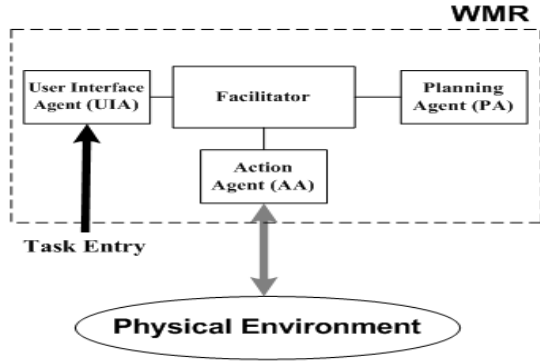 WMR
User Interface
Agent (UIA)
Facilitator
Planning
Agent (PA)
Action
Agent (AA)
Task Entry
Physical Environment